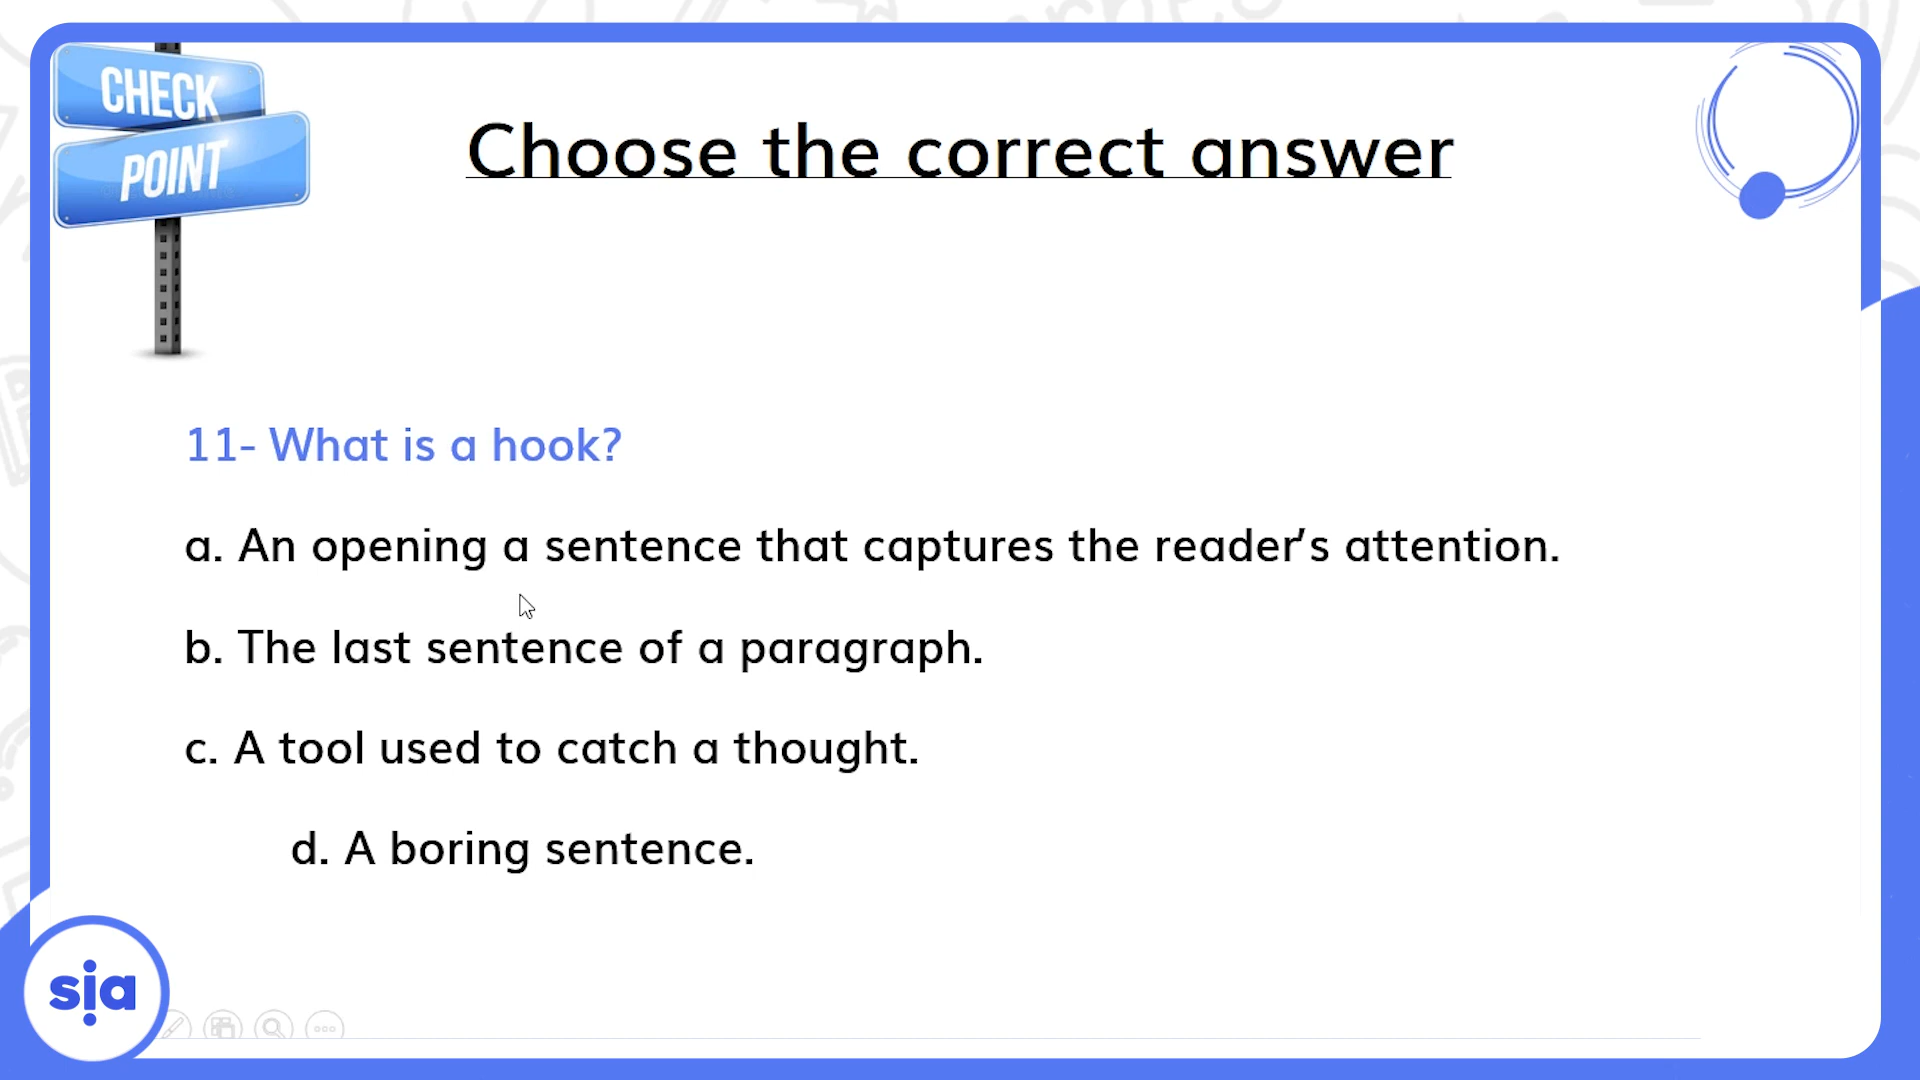 CHECK
POINT
Choose the correct answer
11- What is a hook?
a. An opening a sentence that captures the reader’s attention.
b. The last sentence of a paragraph.
c. A tool used to catch a thought.
d. A boring sentence.
sia